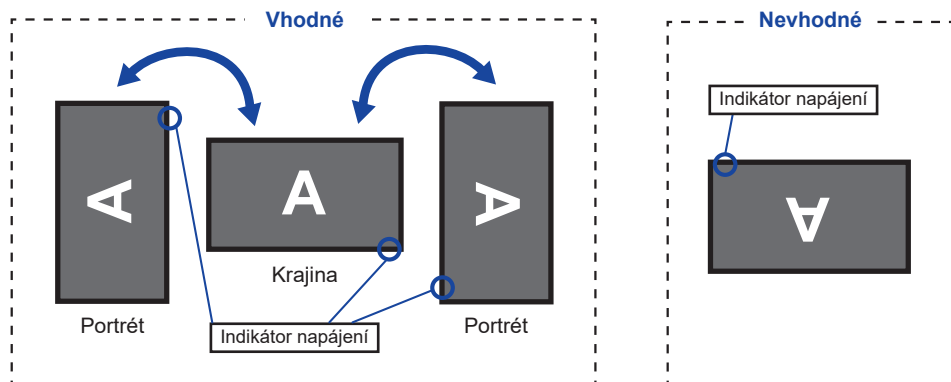 Vhodné
Nevhodné
Indikátor napájení
A
A
A
A
Krajina
Portrét
Indikátor napájení
Portrét